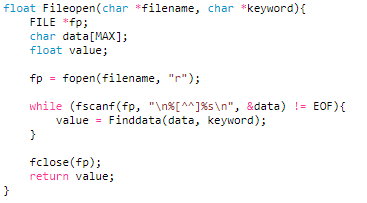 float Fileopen(char *filename, char *keyword){
    FILE *fp;
    char data[MAX];
    float value;

    fp = fopen(filename, "r");

    while (fscanf(fp, "\n%[^^]%s\n", &data) != EOF){
        value = Finddata(data, keyword);
    }

    fclose(fp);
    return value;
}